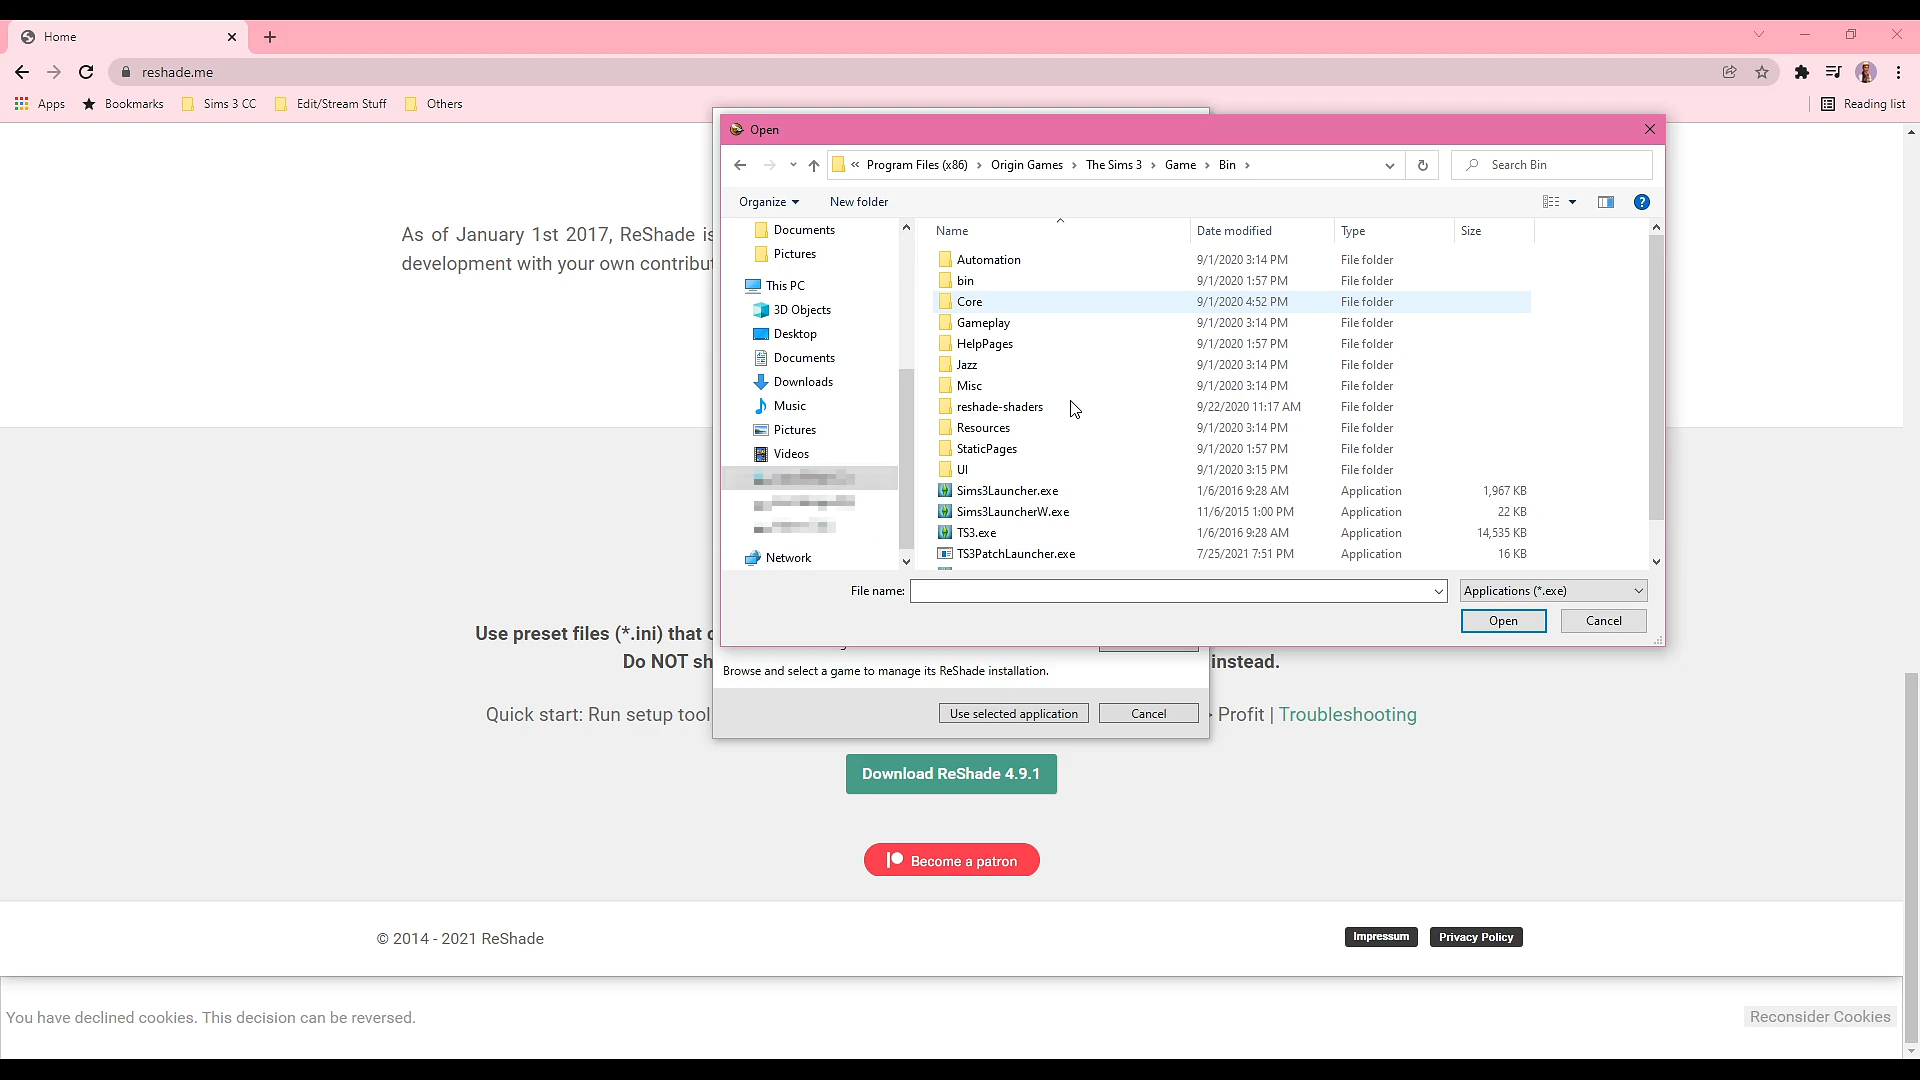 Home
reshade.me
Apps
Bookmarks
Sims 3 CC
Edit/Stream Stuff
Others
Reading list
As of January 1st 2017, ReShade is
development with your own contribut
Open
« Program Files (x86) › Origin Games › The Sims 3 › Game › Bin ›
Search Bin
Organize
New folder
Documents
Pictures
This PC
3D Objects
Desktop
Documents
Downloads
Music
Pictures
Videos
Network
Name Date modified Type Size
Automation 9/1/2020 3:14 PM File folder
bin 9/1/2020 1:57 PM File folder
Core 9/1/2020 4:52 PM File folder
Gameplay 9/1/2020 3:14 PM File folder
HelpPages 9/1/2020 1:57 PM File folder
Jazz 9/1/2020 3:14 PM File folder
Misc 9/1/2020 3:14 PM File folder
reshade-shaders 9/22/2020 11:17 AM File folder
Resources 9/1/2020 3:14 PM File folder
StaticPages 9/1/2020 1:57 PM File folder
UI 9/1/2020 3:15 PM File folder
Sims3Launcher.exe 1/6/2016 9:28 AM Application 1,967 KB
Sims3LauncherW.exe 11/6/2015 1:00 PM Application 22 KB
TS3.exe 1/6/2016 9:28 AM Application 14,535 KB
TS3PatchLauncher.exe 7/25/2021 7:51 PM Application 16 KB
File name:
Applications (*.exe)
Open
Cancel
Use preset files (*.ini) that
Do NOT sh
instead.
Browse and select a game to manage its ReShade installation.
Quick start: Run setup tool
Use selected application
Cancel
Profit | Troubleshooting
Download ReShade 4.9.1
Become a patron
© 2014 - 2021 ReShade
Impressum
Privacy Policy
You have declined cookies. This decision can be reversed.
Reconsider Cookies